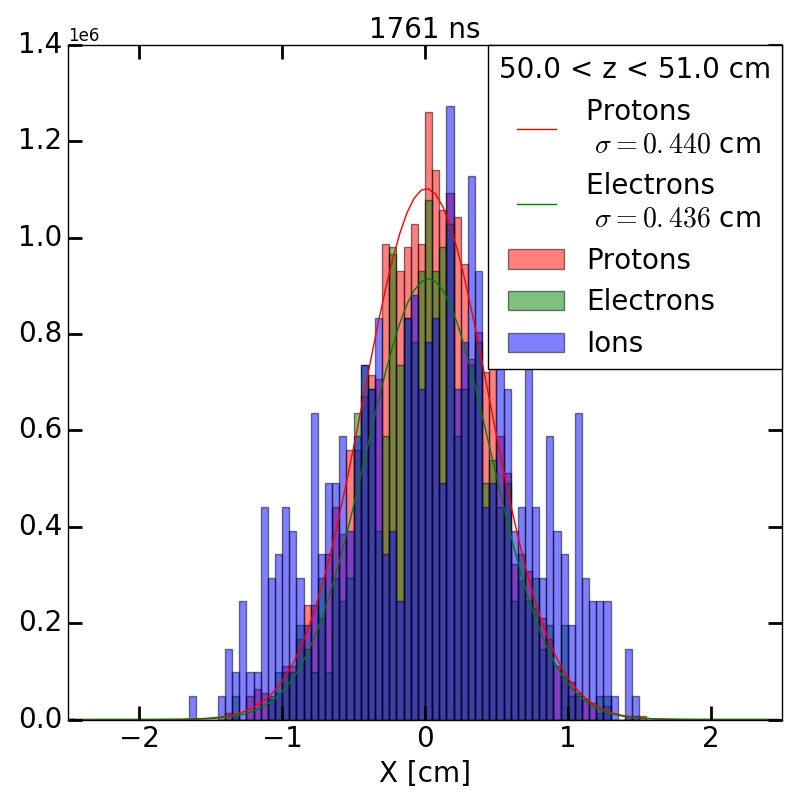 1761 ns
1e6
1.4
1.2
1.0
0.8
0.6
0.4
0.2
0.0
50.0 < z < 51.0 cm
Protons
σ = 0.440 cm
Electrons
σ = 0.436 cm
Protons
Electrons
Ions
−2 −1 0 1 2
X [cm]